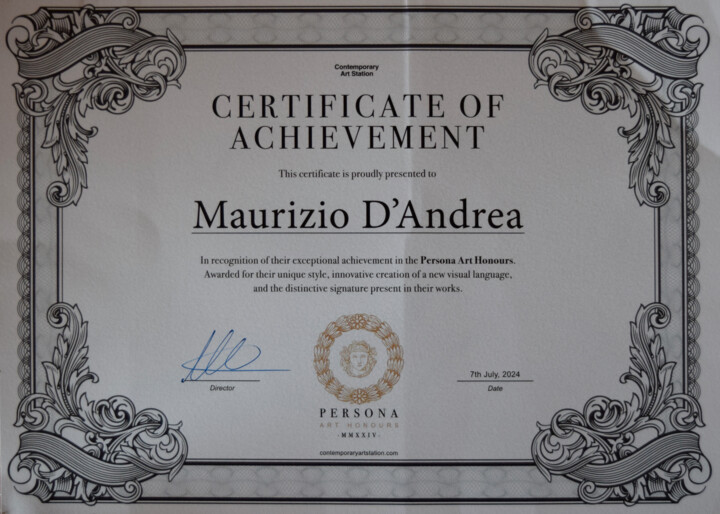 Contemporary
Art Station
CERTIFICATE OF
ACHIEVEMENT
This certificate is proudly presented to
Maurizio D’Andrea
In recognition of their exceptional achievement in the Persona Art Honours.
Awarded for their unique style, innovative creation of a new visual language,
and the distinctive signature present in their works.
7th July, 2024
Director
Date
PERSONA
ART HONOURS
·MMXXIV·
contemporaryartstation.com